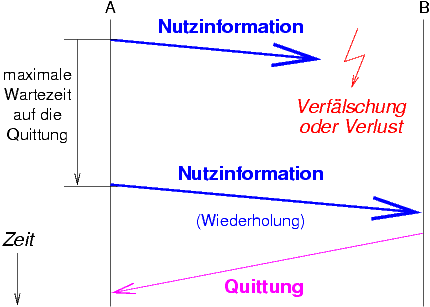 A
B
Nutzinformation
maximale
Wartezeit
auf die
Quittung
Verfälschung
oder Verlust
Nutzinformation
(Wiederholung)
Zeit
Quittung